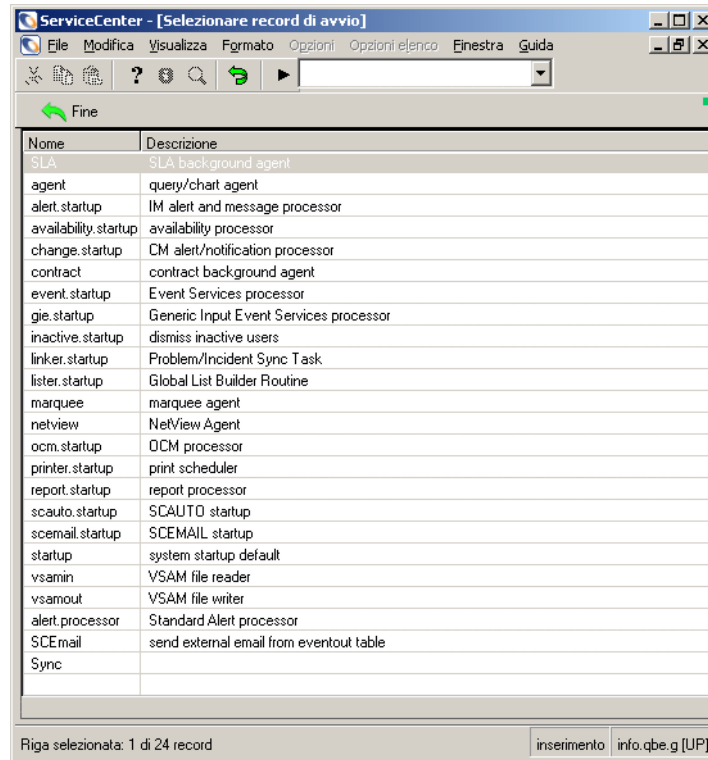 ServiceCenter - [Selezionare record di avvio]
File Modifica Visualizza Formato Opzioni Opzioni elenco Finestra Guida
?
Fine
Nome Descrizione
SLA SLA background agent
agent query/chart agent
alert.startup IM alert and message processor
availability.startup availability processor
change.startup CM alert/notification processor
contract contract background agent
event.startup Event Services processor
gie.startup Generic Input Event Services processor
inactive.startup dismiss inactive users
linker.startup Problem/Incident Sync Task
lister.startup Global List Builder Routine
marquee marquee agent
netview NetView Agent
ocm.startup OCM processor
printer.startup print scheduler
report.startup report processor
scauto.startup SCAUTO startup
scemail.startup SCEMAIL startup
startup system startup default
vsamin VSAM file reader
vsamout VSAM file writer
alert.processor Standard Alert processor
SCEmail send external email from eventout table
Sync
Riga selezionata: 1 di 24 record inserimento info.qbe.g [UP]